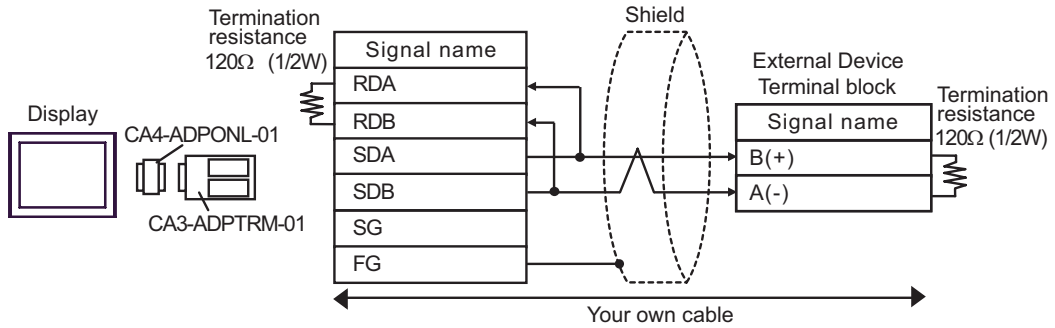 Termination
resistance
120Ω (1/2W)
Shield
Signal name
RDA
RDB
SDA
SDB
SG
FG
Display
CA4-ADPONL-01
CA3-ADPTRM-01
External Device
Terminal block
Signal name
B(+)
A(-)
Termination
resistance
120Ω (1/2W)
Your own cable